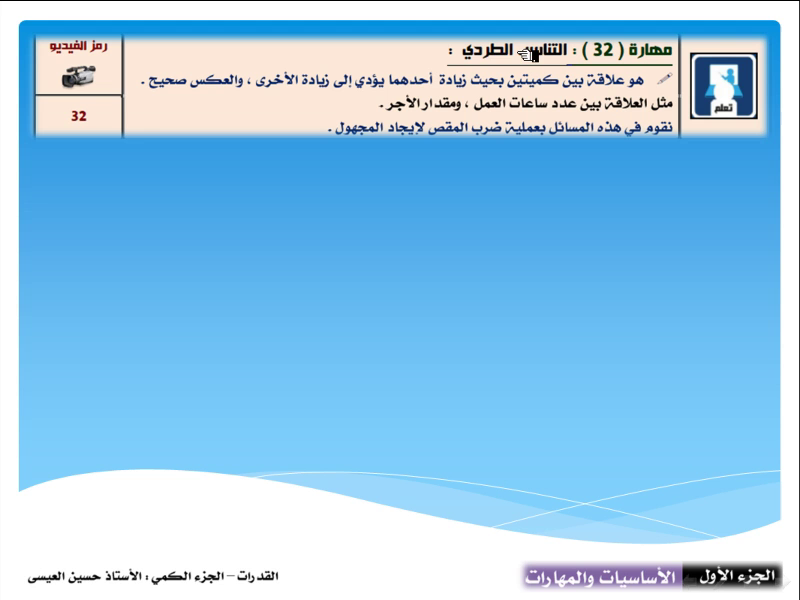 مهارة ( 32 ) : التناسب الطردي :
هو علاقة بين كميتين بحيث زيادة أحدهما يؤدي إلى زيادة الأخرى ، والعكس صحيح .
مثل العلاقة بين عدد ساعات العمل ، ومقدار الأجر .
نقوم في هذه المسائل بعملية ضرب المقص لإيجاد المجهول .
تعلم
رمز الفيديو
32
الجزء الأول
الأساسيات والمهارات
القدرات – الجزء الكمي : الأستاذ حسين العيسى